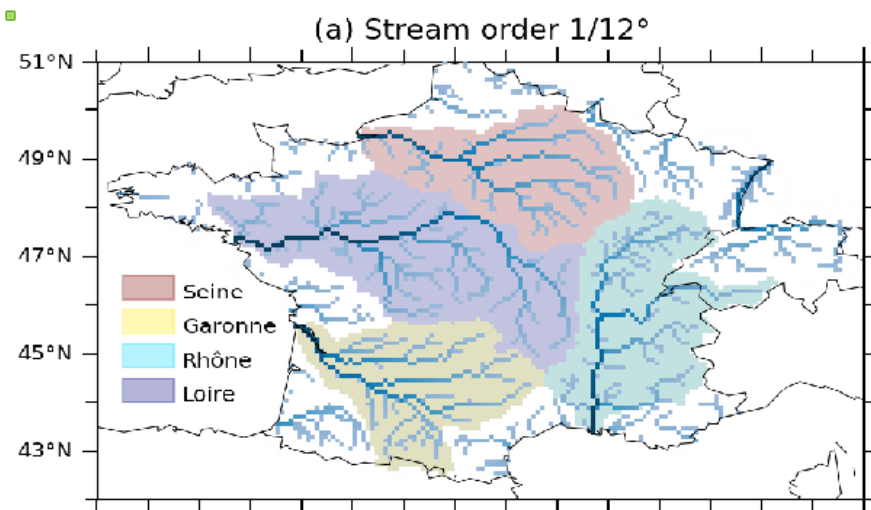 (a) Stream order 1/12°
51°N
49°N
47°N
45°N
43°N
Seine
Garonne
Rhône
Loire